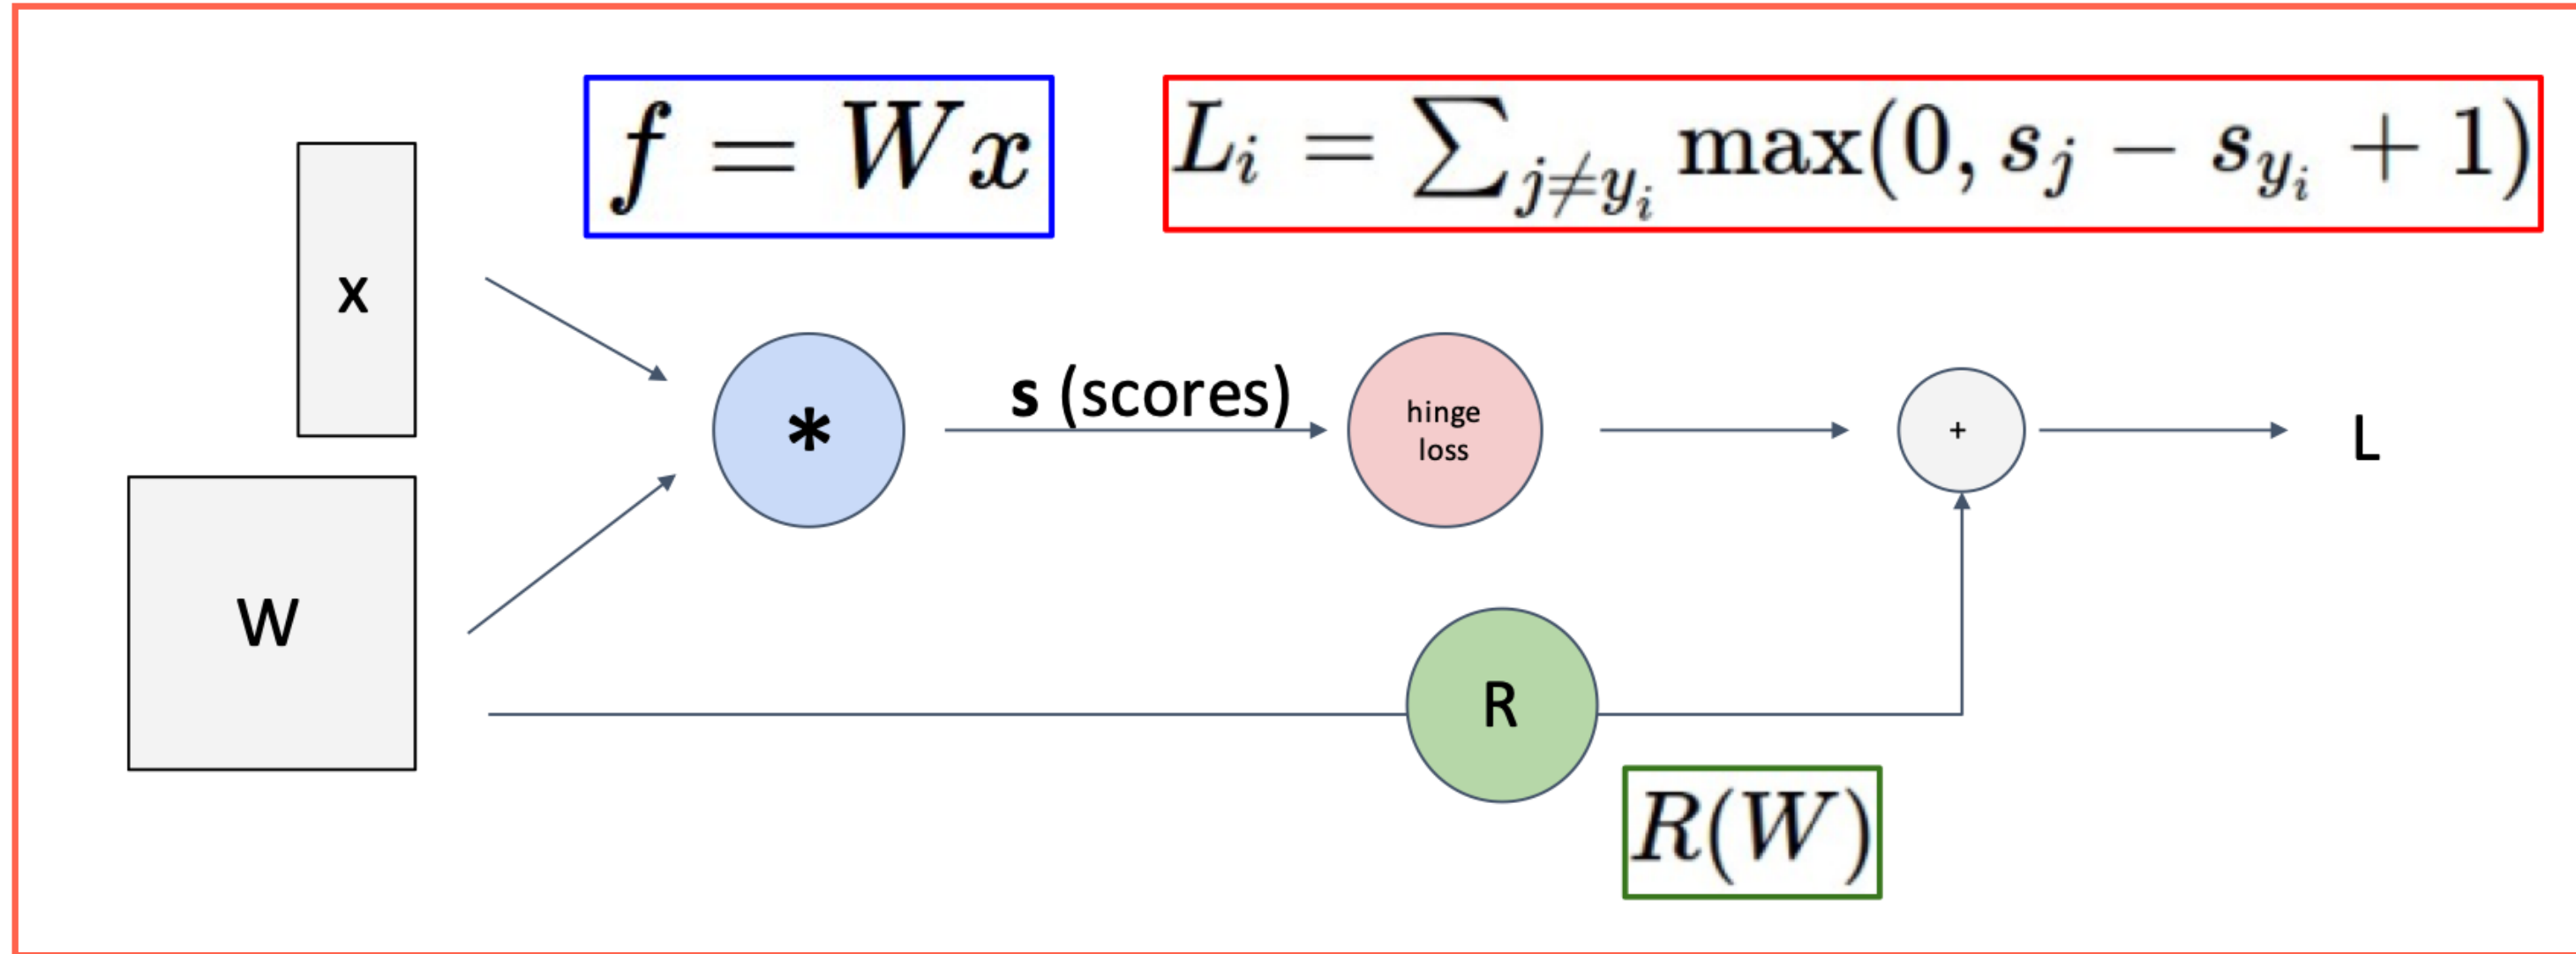 f = Wx
L_i = ∑_{j≠y_i} max(0, s_j − s_{y_i} + 1)
x
s (scores)
*
hinge
loss
+
L
W
R
R(W)